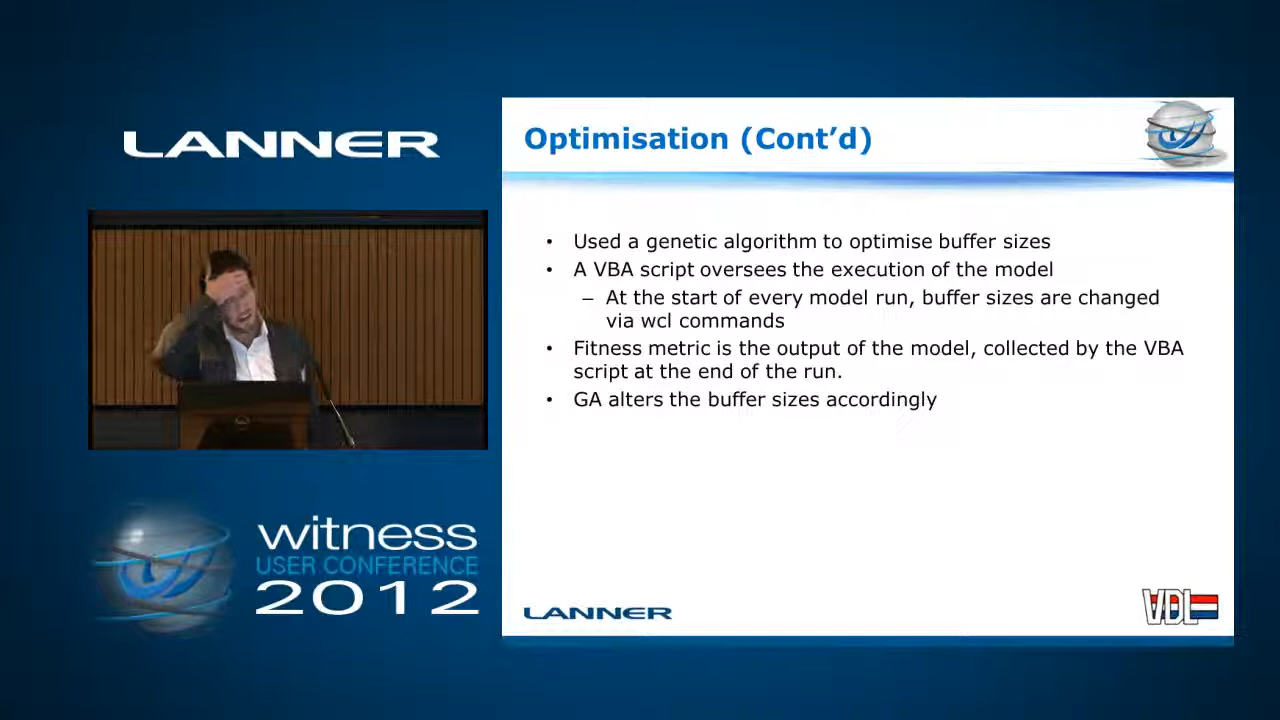 LANNER
Optimisation (Cont’d)
• Used a genetic algorithm to optimise buffer sizes
• A VBA script oversees the execution of the model
– At the start of every model run, buffer sizes are changed
via wcl commands
• Fitness metric is the output of the model, collected by the VBA
script at the end of the run.
• GA alters the buffer sizes accordingly
witness
USER CONFERENCE
2012
LANNER
VDL